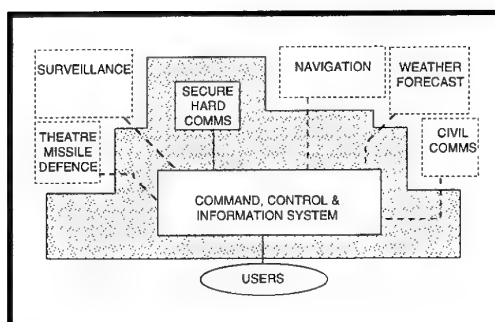 SURVEILLANCE
NAVIGATION
WEATHER
FORECAST
SECURE
HARD
COMMS
THEATRE
MISSILE
DEFENCE
CIVIL
COMMS
COMMAND, CONTROL &
INFORMATION SYSTEM
USERS